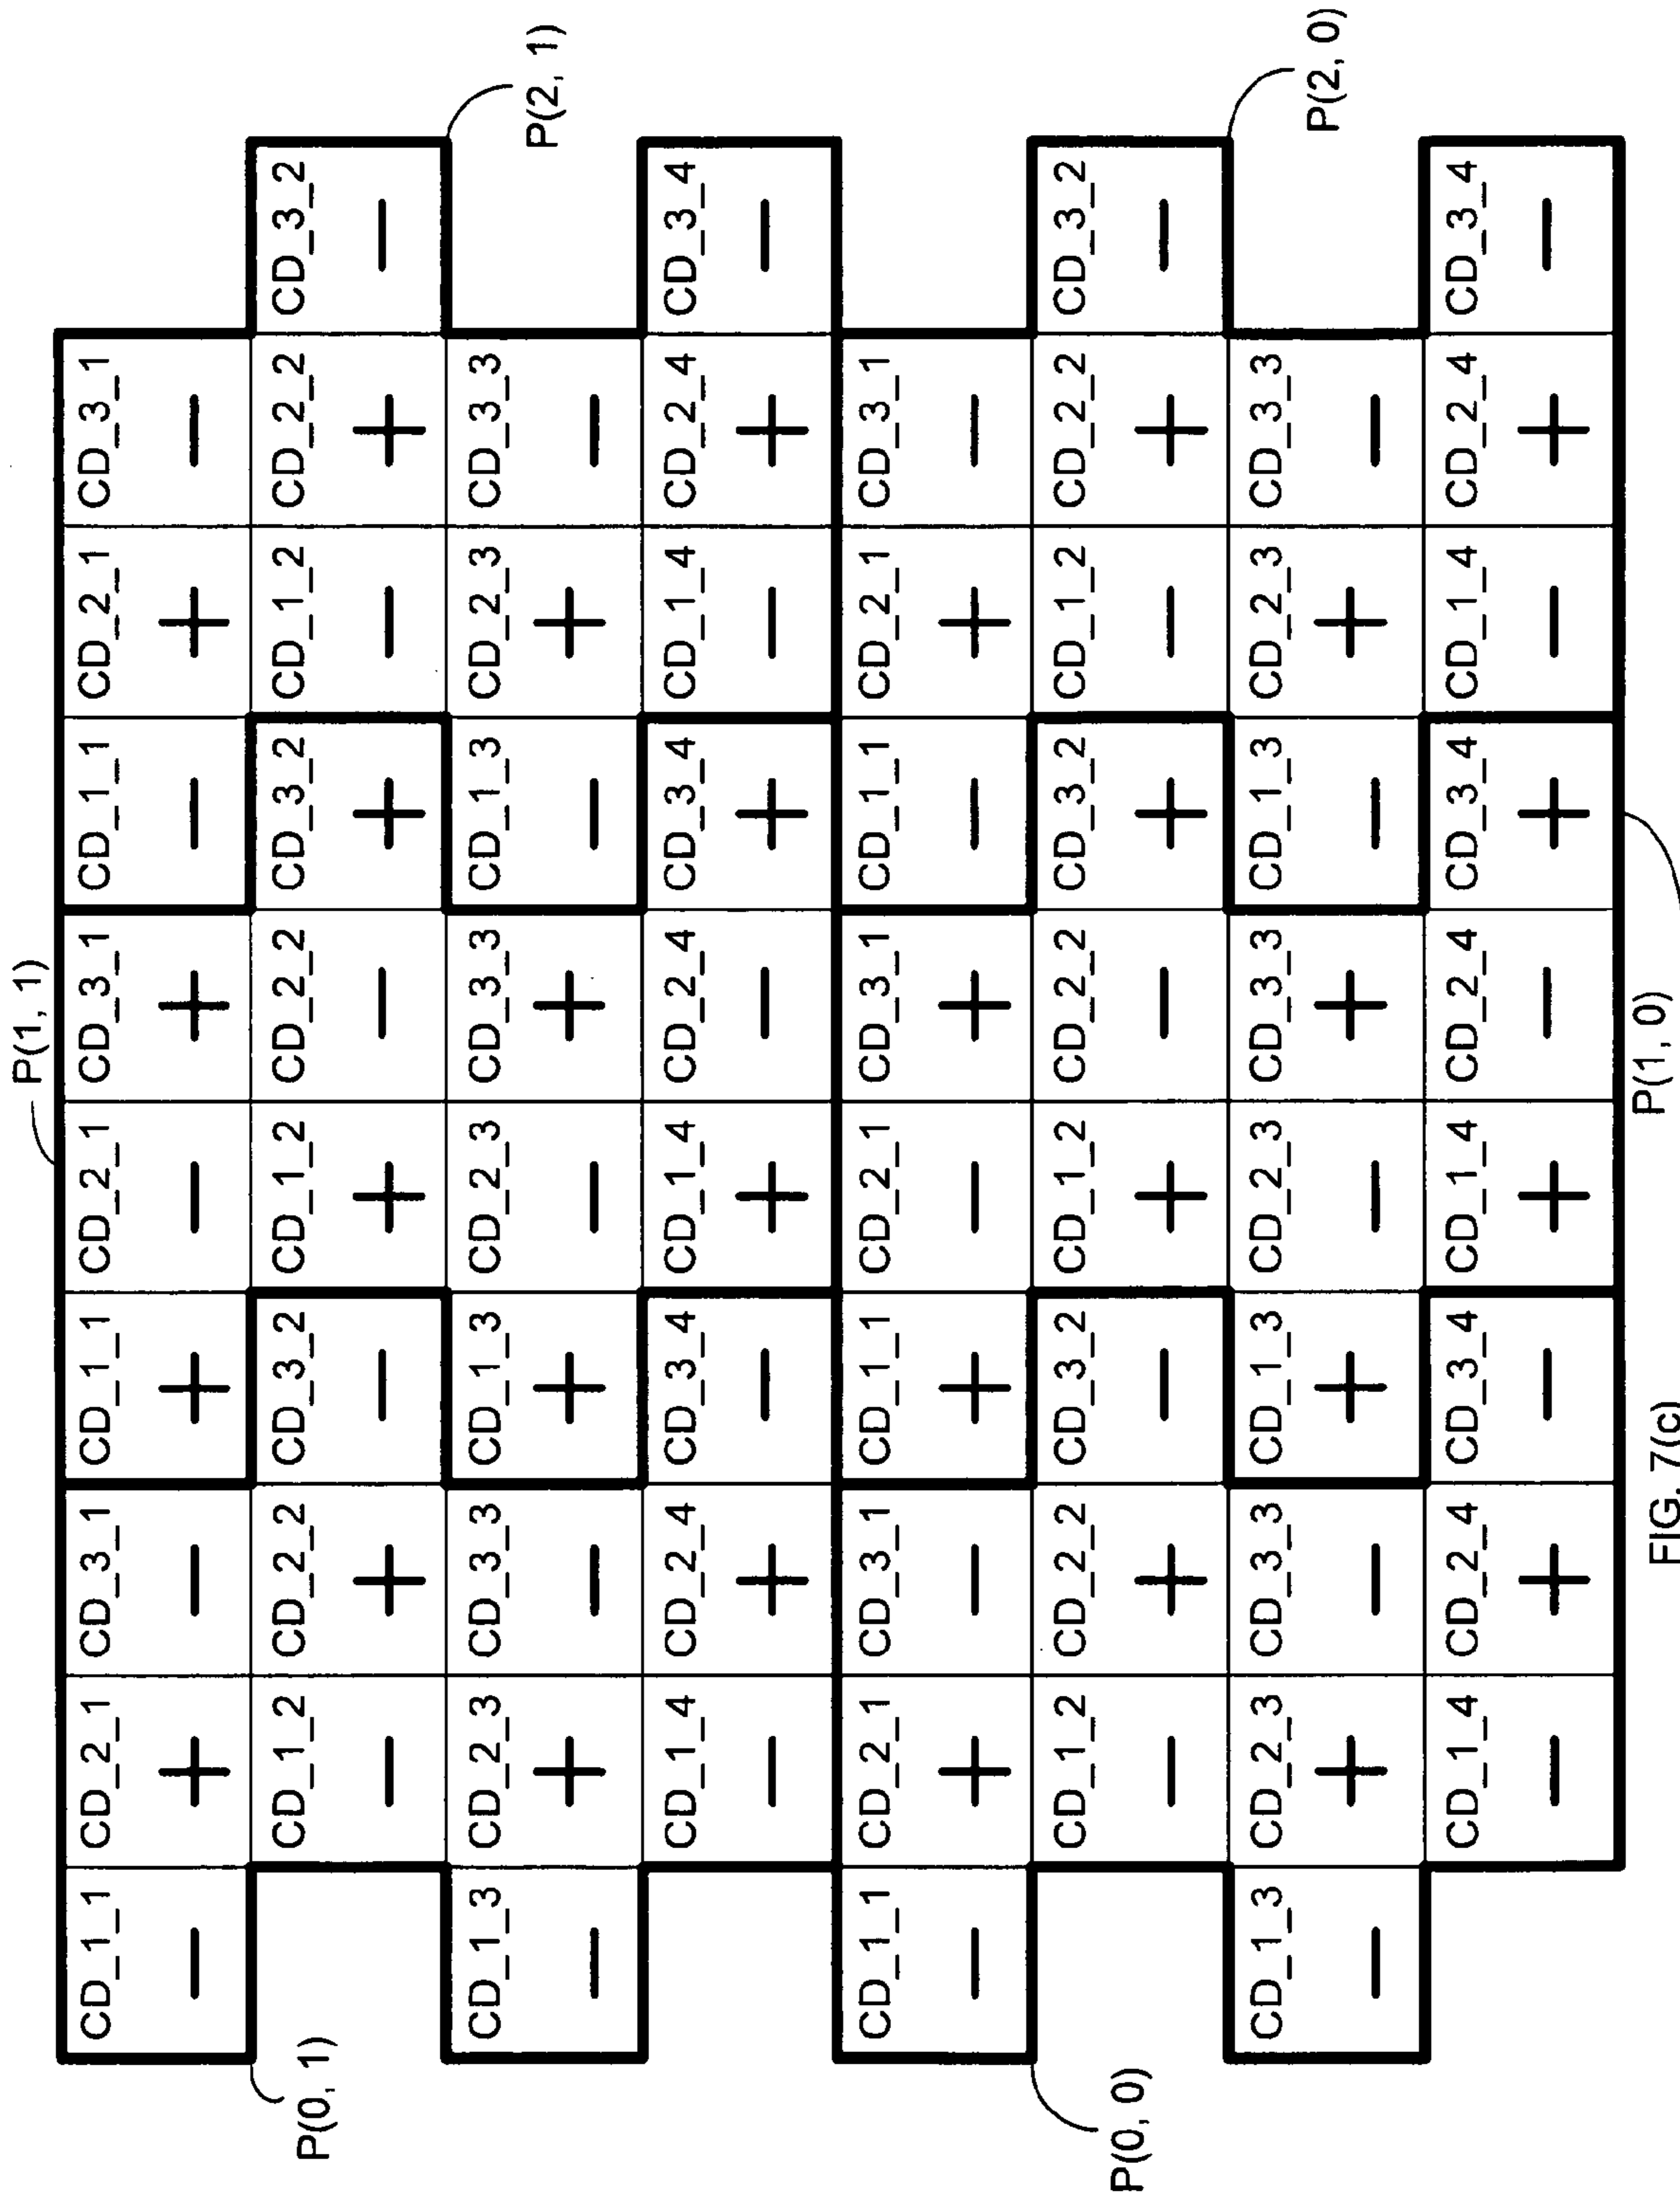 P(1, 1)
CD_1_1 CD_2_1 CD_3_1 CD_1_1 CD_2_1 CD_3_1 CD_1_1 CD_2_1 CD_3_1
− + − + − + − + −
CD_1_2 CD_2_2 CD_3_2 CD_1_2 CD_2_2 CD_3_2 CD_1_2 CD_2_2 CD_3_2
P(0, 1)
− + − + − + − + −
CD_1_3 CD_2_3 CD_3_3 CD_1_3 CD_2_3 CD_3_3 CD_1_3 CD_2_3 CD_3_3
P(2, 1)
− + − + − + − + −
CD_1_4 CD_2_4 CD_3_4 CD_1_4 CD_2_4 CD_3_4 CD_1_4 CD_2_4 CD_3_4
− + − + − + − + −
CD_1_1 CD_2_1 CD_3_1 CD_1_1 CD_2_1 CD_3_1 CD_1_1 CD_2_1 CD_3_1
− + − + − + − + −
CD_1_2 CD_2_2 CD_3_2 CD_1_2 CD_2_2 CD_3_2 CD_1_2 CD_2_2 CD_3_2
P(0, 0)
− + − + − + − + −
CD_1_3 CD_2_3 CD_3_3 CD_1_3 CD_2_3 CD_3_3 CD_1_3 CD_2_3 CD_3_3
P(2, 0)
− + − + − + − + −
CD_1_4 CD_2_4 CD_3_4 CD_1_4 CD_2_4 CD_3_4 CD_1_4 CD_2_4 CD_3_4
− + − + − + − + −
P(1, 0)
FIG. 7(c)